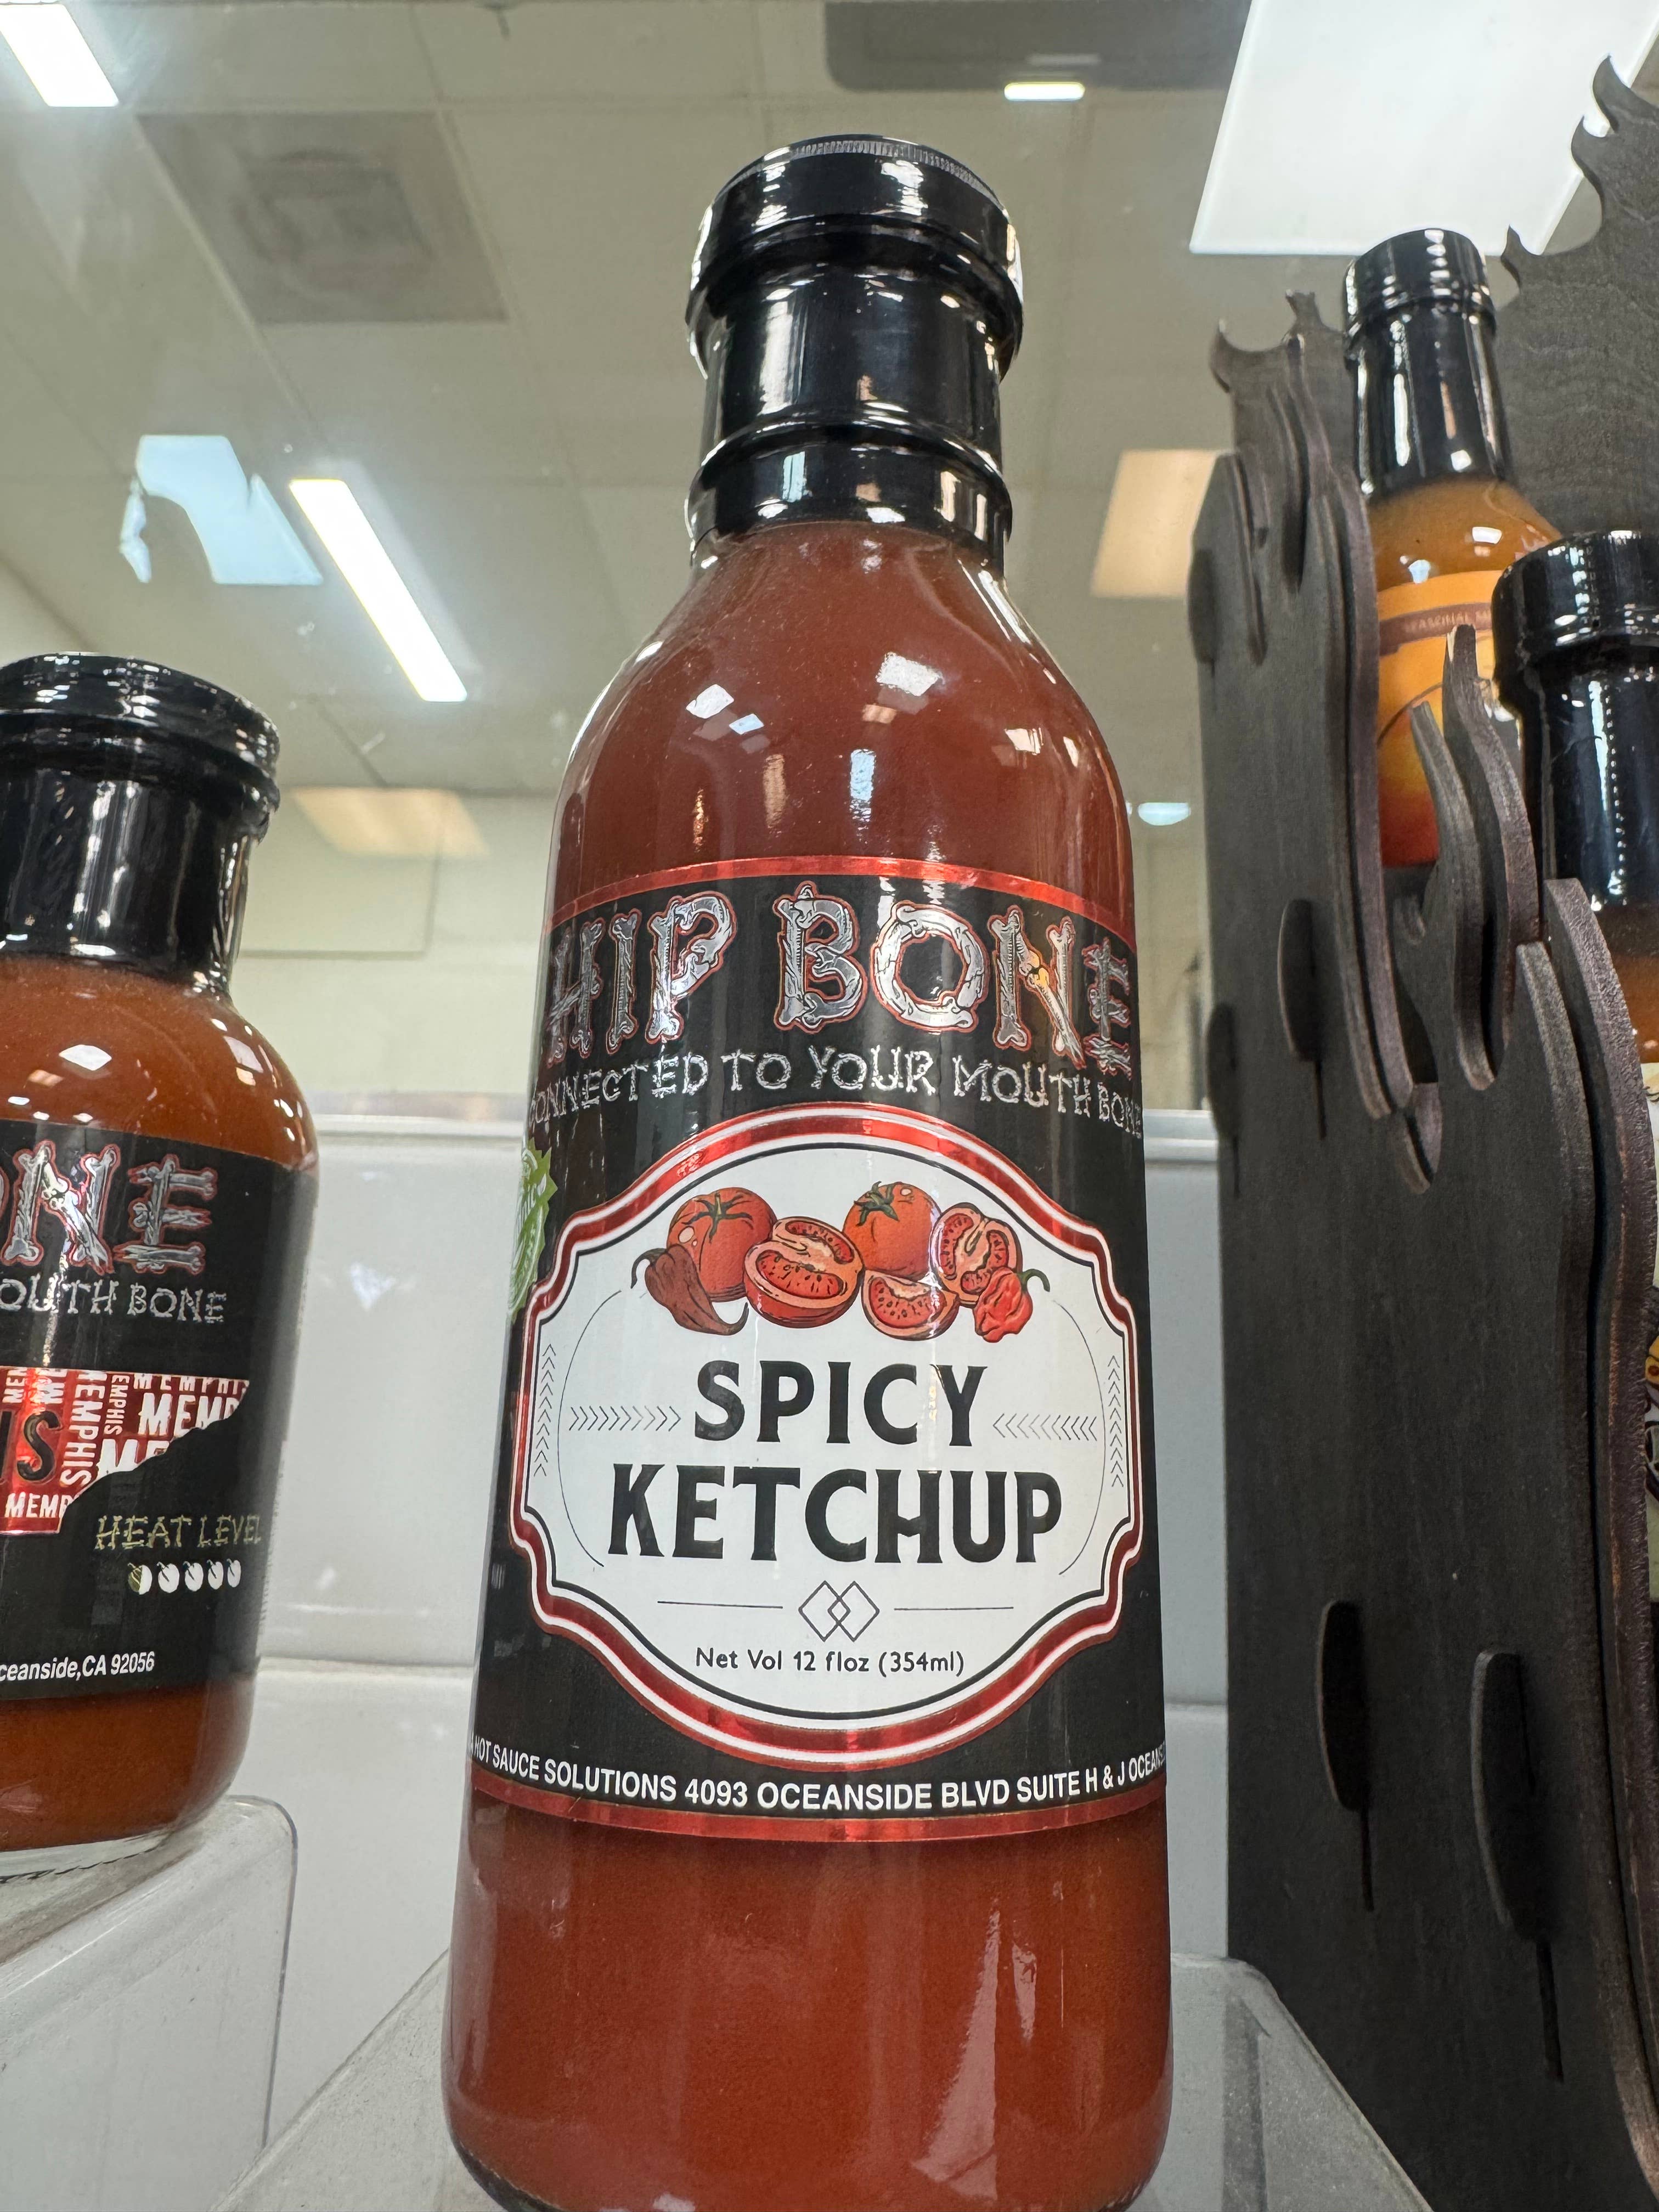 HIP BONE
CONNECTED TO YOUR MOUTH BONE
SPICY
KETCHUP
Net Vol 12 floz (354ml)
HOT SAUCE SOLUTIONS 4093 OCEANSIDE BLVD SUITE H & J
ONE
OUTH BONE
MEMPHIS
MEMPHIS
HEAT LEVEL
ceanside,CA 92056